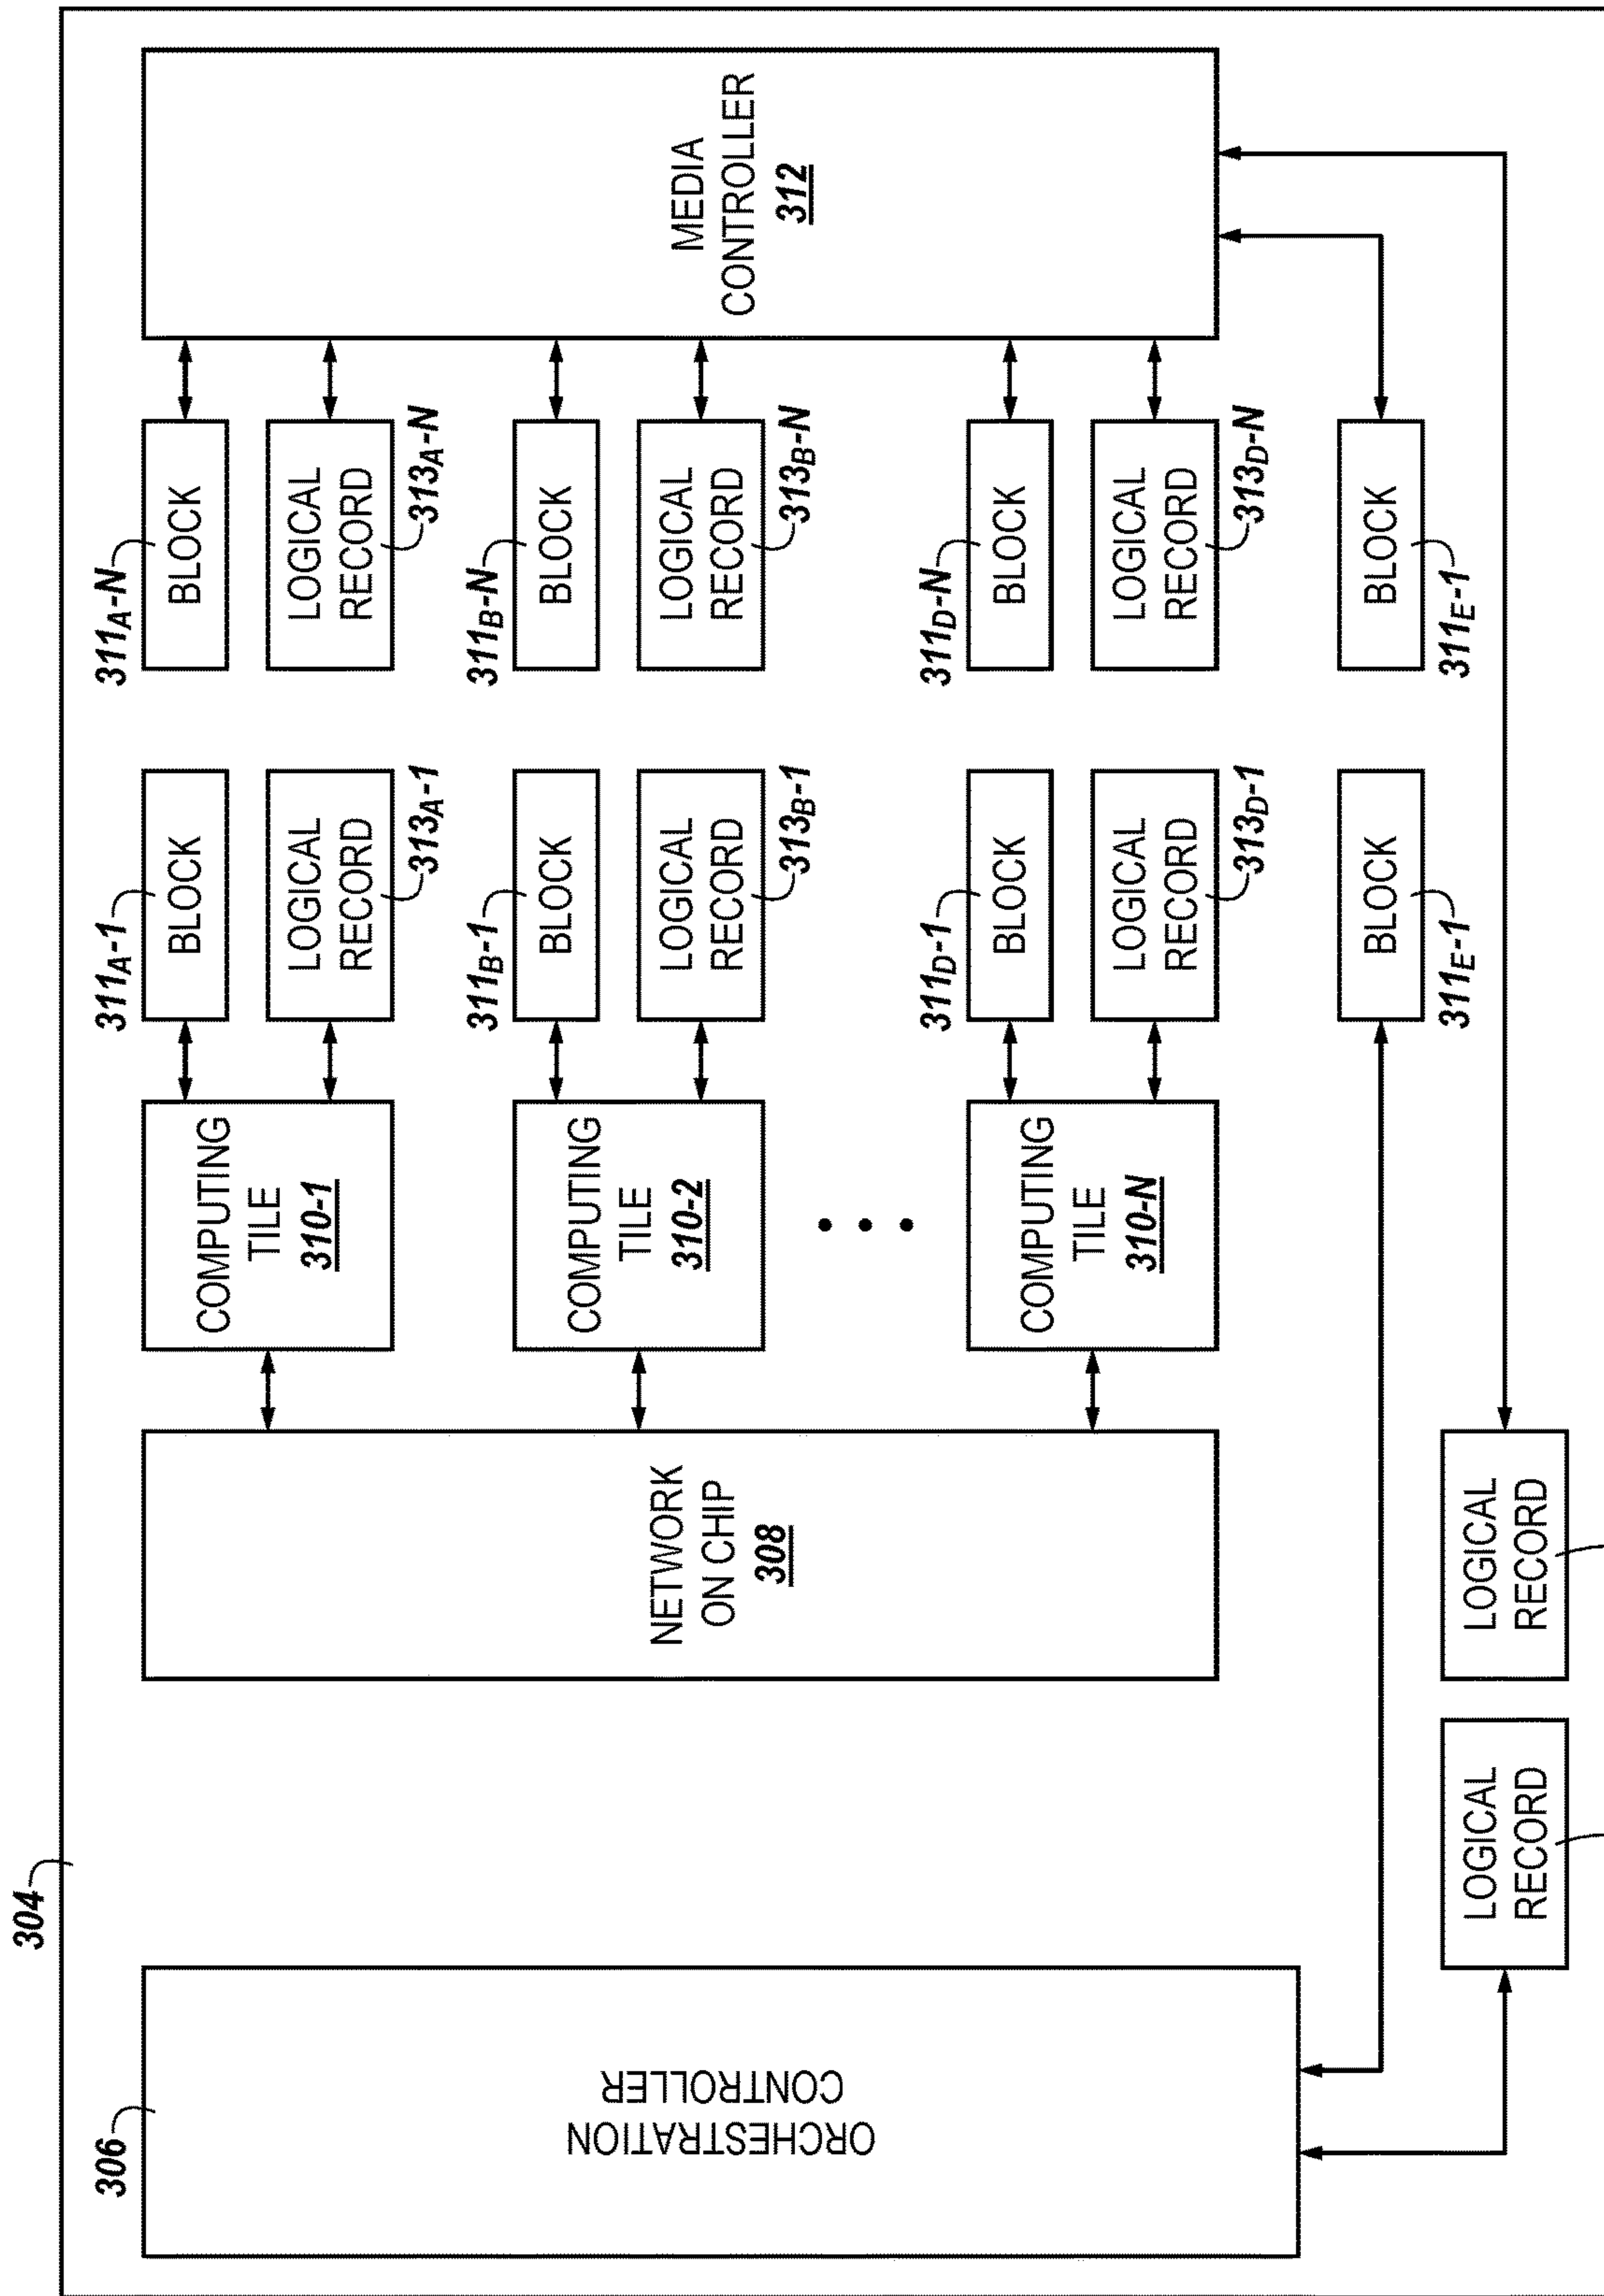 304
306
ORCHESTRATION
CONTROLLER
NETWORK
ON CHIP
308
COMPUTING
TILE
310-1
COMPUTING
TILE
310-2
COMPUTING
TILE
310-N
311A-1
BLOCK
LOGICAL
RECORD
313A-1
311B-1
BLOCK
LOGICAL
RECORD
313B-1
311D-1
BLOCK
LOGICAL
RECORD
313D-1
BLOCK
311E-1
311A-N
BLOCK
LOGICAL
RECORD
313A-N
311B-N
BLOCK
LOGICAL
RECORD
313B-N
311D-N
BLOCK
LOGICAL
RECORD
313D-N
BLOCK
311E-1
MEDIA
CONTROLLER
312
LOGICAL
RECORD
LOGICAL
RECORD